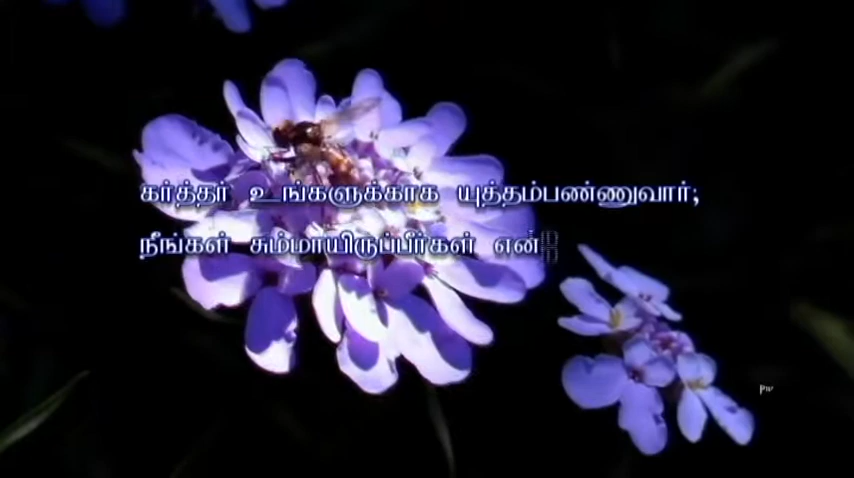 கர்த்தர் உங்களுக்காக யுத்தம்பண்ணுவார்;
நீங்கள் சும்மாயிருப்பீர்கள் என்